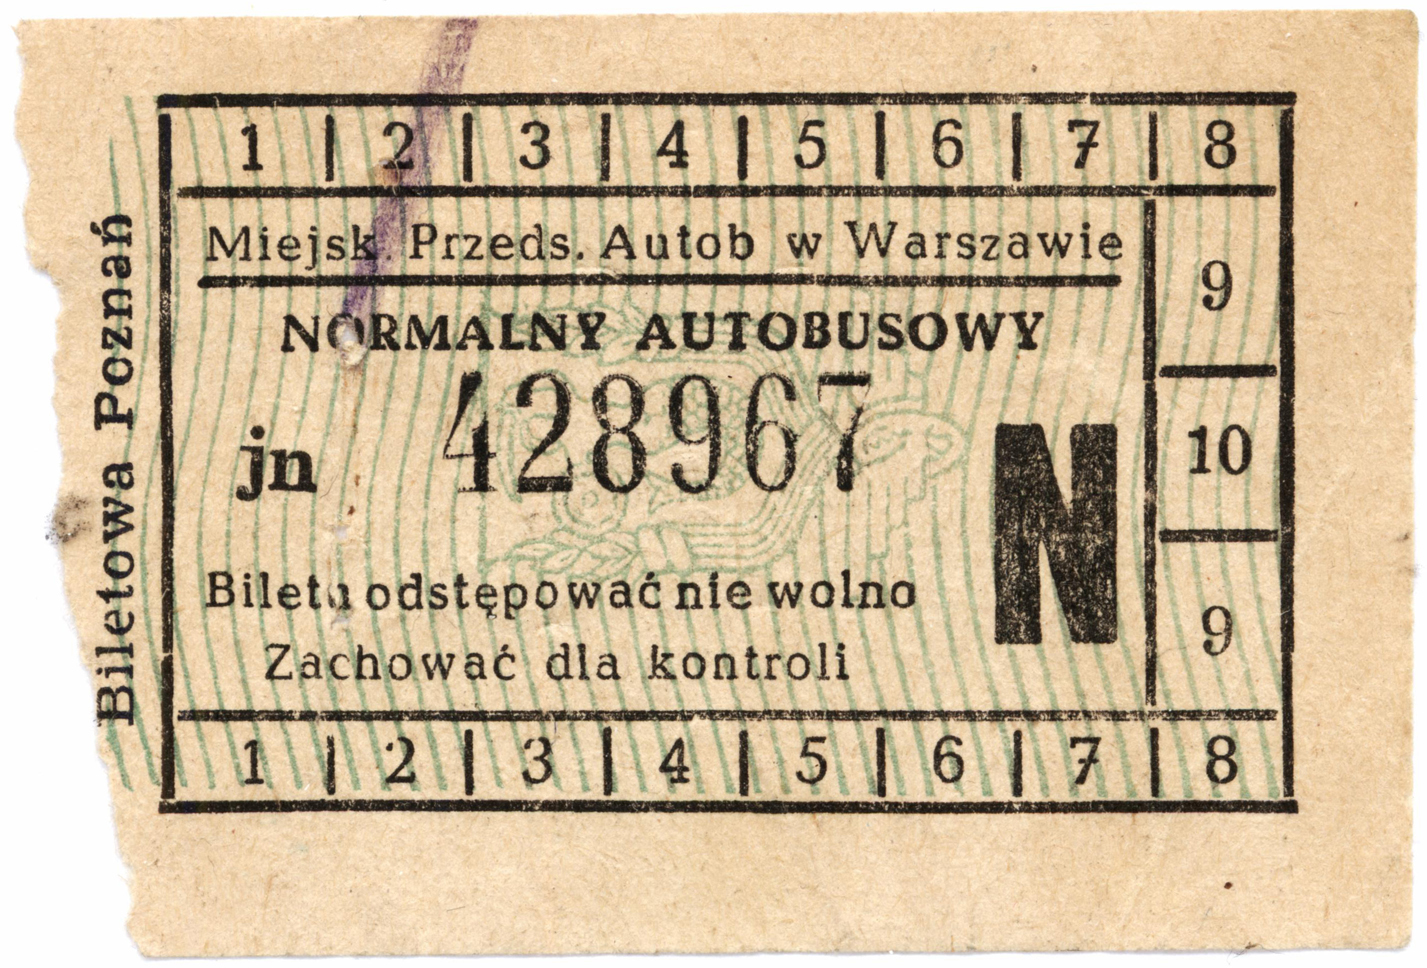 1 | 2 | 3 | 4 | 5 | 6 | 7 | 8
Miejsk. Przeds. Autob w Warszawie
9
NORMALNY AUTOBUSOWY
jn 428967
N
10
Biletu odstępować nie wolno
9
Zachować dla kontroli
1 | 2 | 3 | 4 | 5 | 6 | 7 | 8
Biletowa Poznań